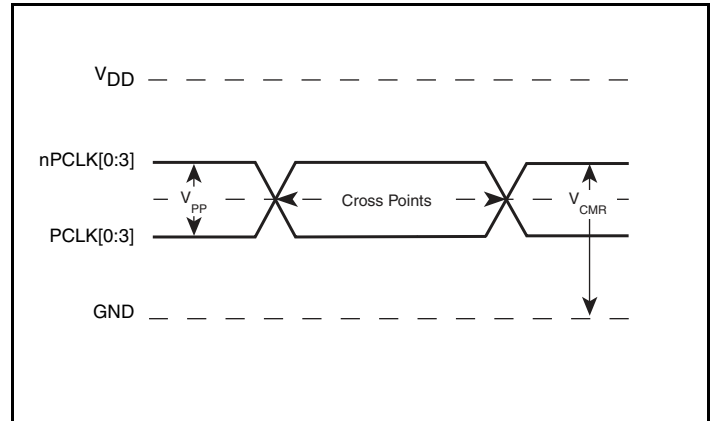 VDD
nPCLK[0:3]
VPP
Cross Points
VCMR
PCLK[0:3]
GND